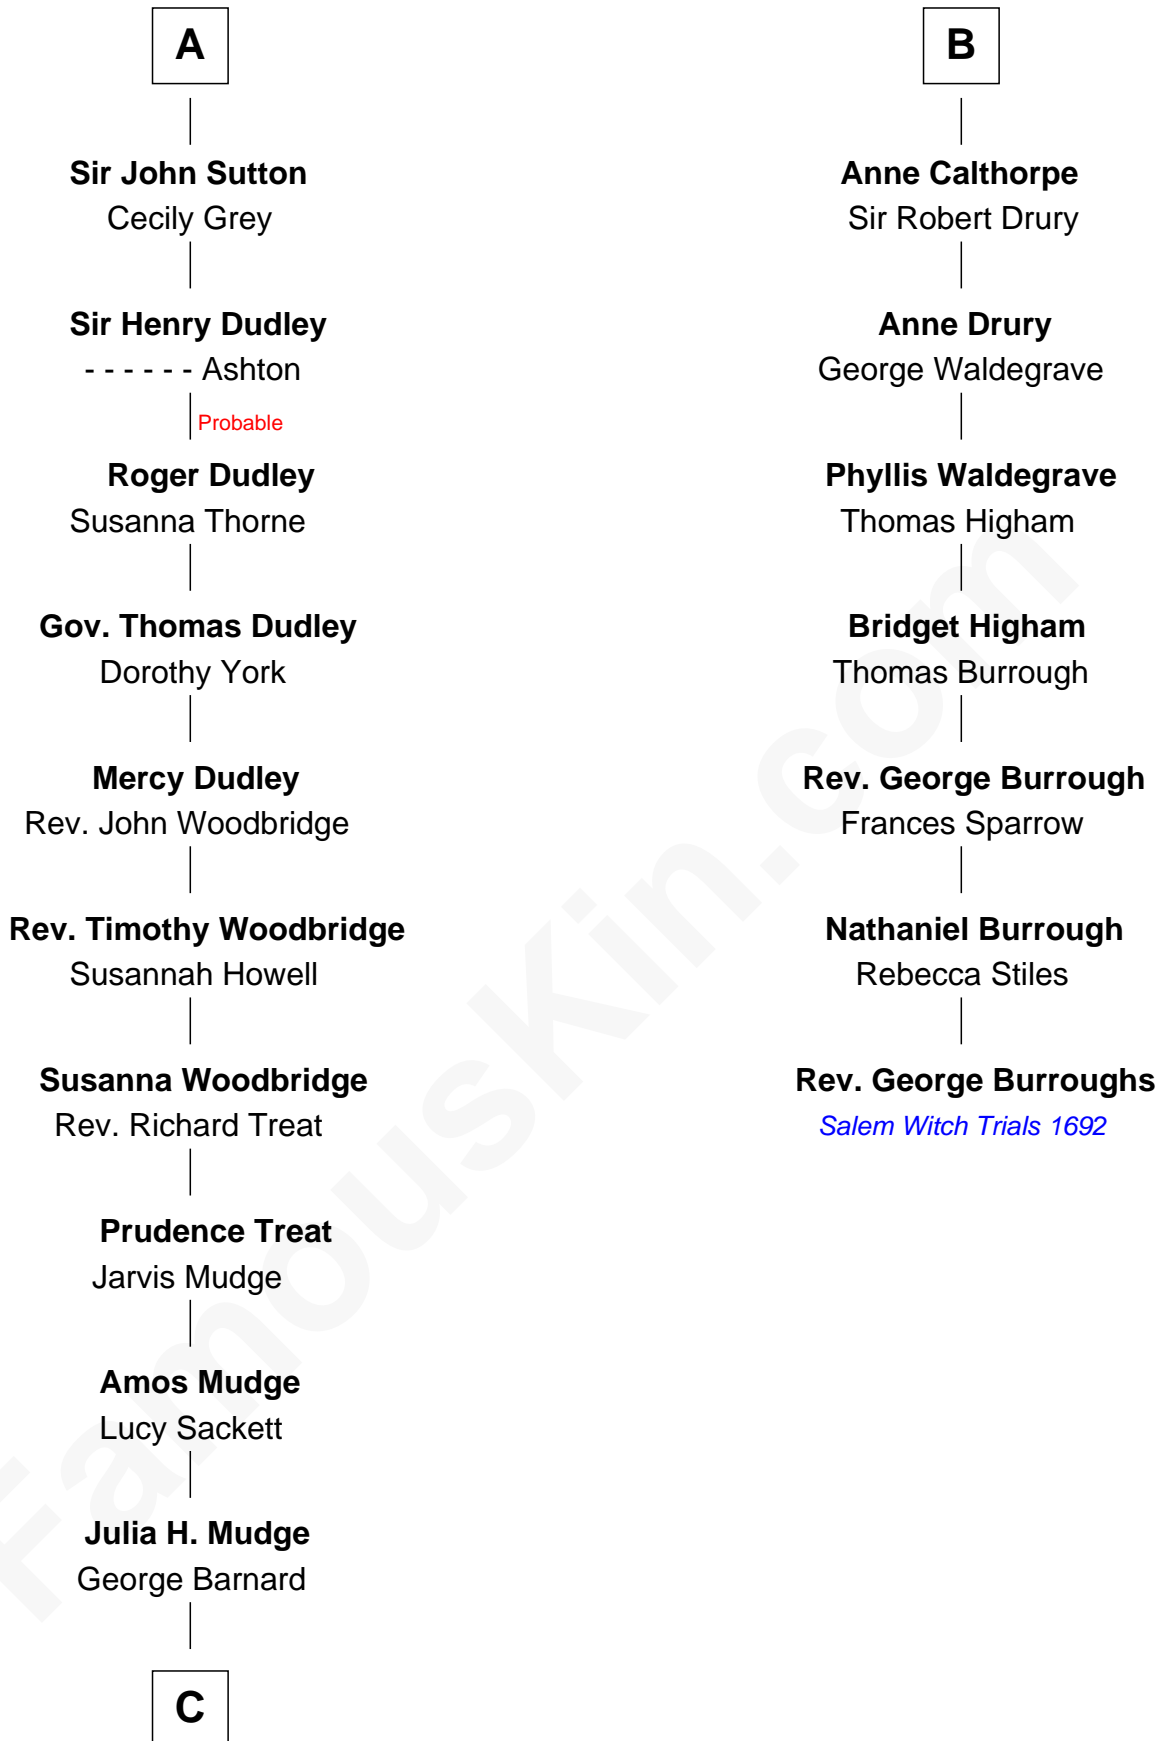 A
Sir John Sutton
Cecily Grey
Sir Henry Dudley
- - - - - - Ashton
Probable
Roger Dudley
Susanna Thorne
Gov. Thomas Dudley
Dorothy York
Mercy Dudley
Rev. John Woodbridge
Rev. Timothy Woodbridge
Susannah Howell
Susanna Woodbridge
Rev. Richard Treat
Prudence Treat
Jarvis Mudge
Amos Mudge
Lucy Sackett
Julia H. Mudge
George Barnard
C
B
Anne Calthorpe
Sir Robert Drury
Anne Drury
George Waldegrave
Phyllis Waldegrave
Thomas Higham
Bridget Higham
Thomas Burrough
Rev. George Burrough
Frances Sparrow
Nathaniel Burrough
Rebecca Stiles
Rev. George Burroughs
Salem Witch Trials 1692
FamousKin.com